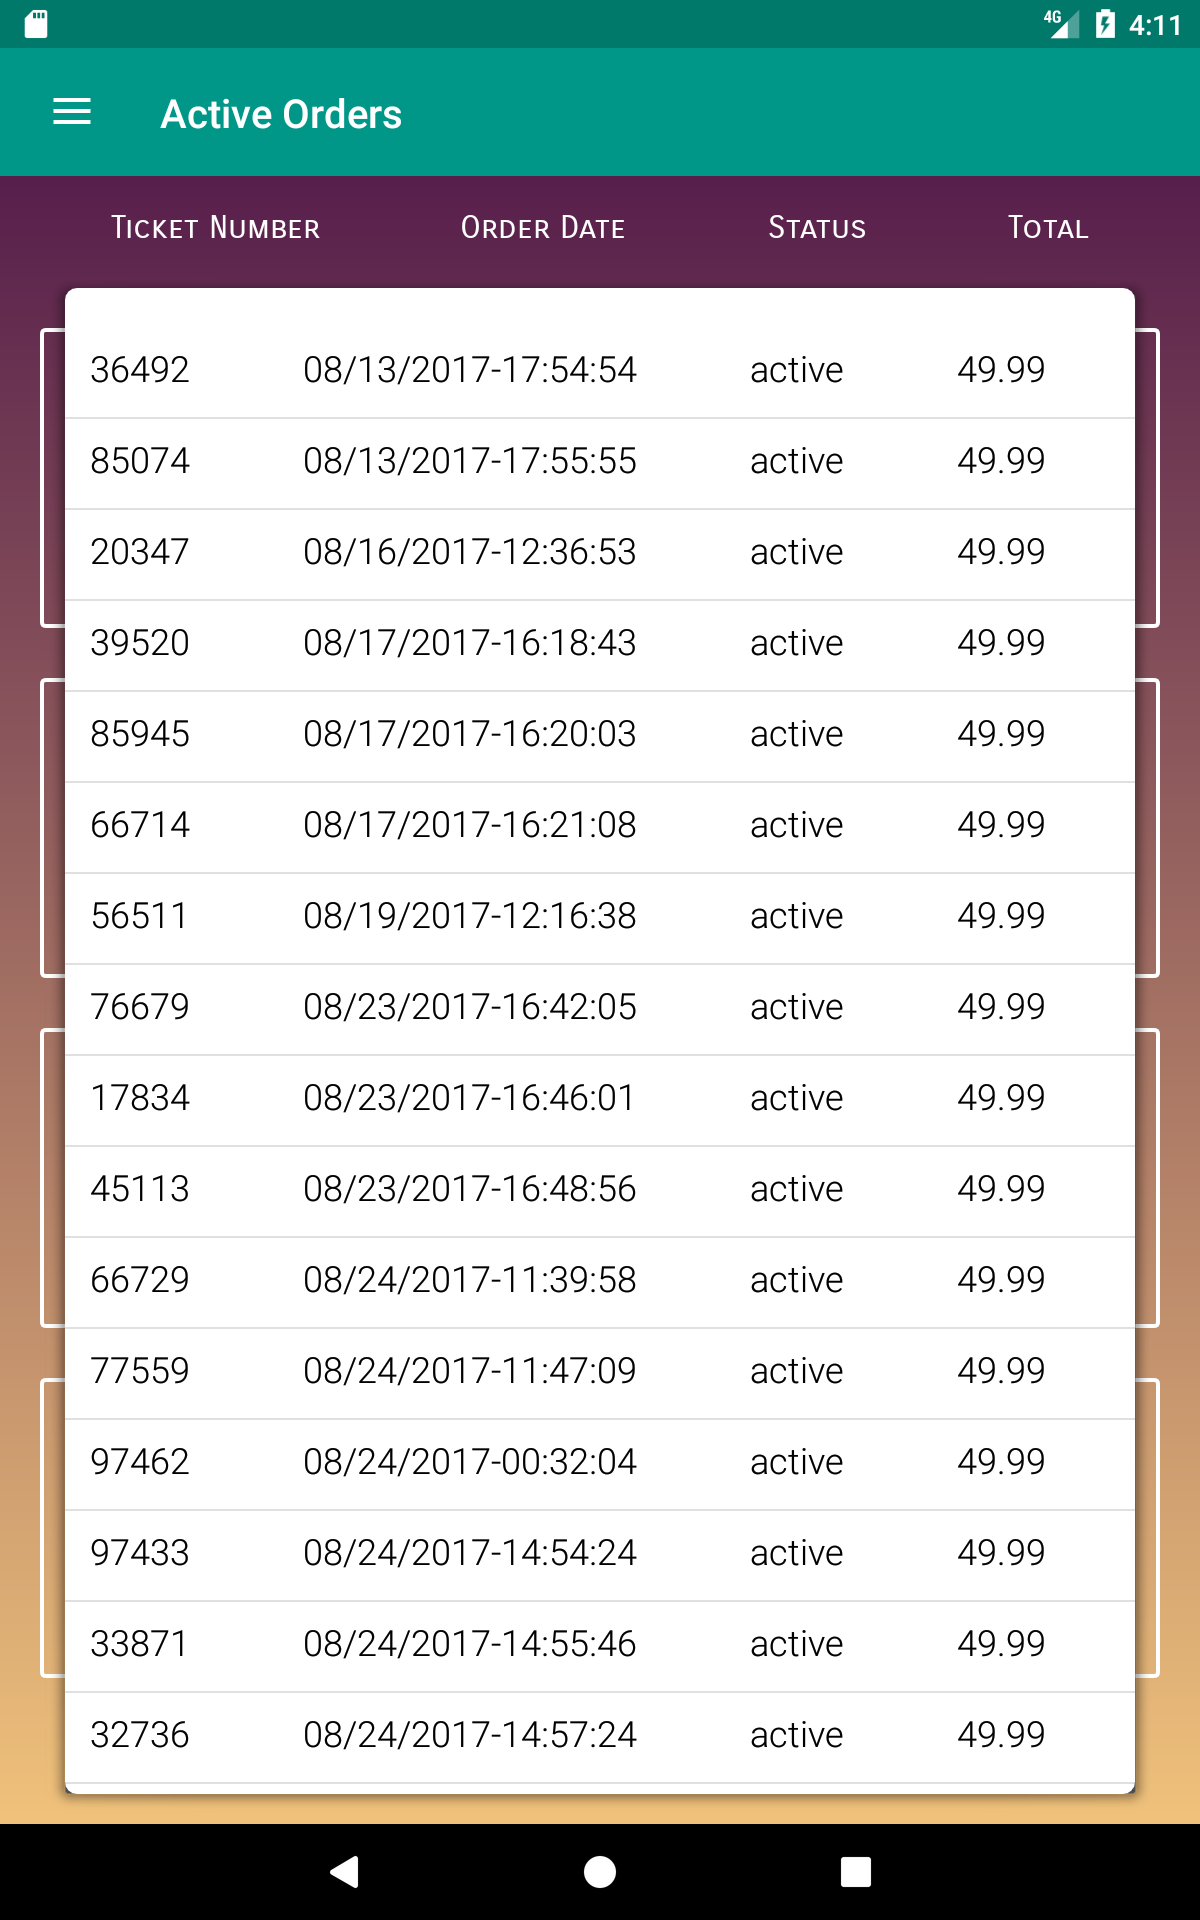 4G 4:11
Active Orders
Ticket Number Order Date Status Total
36492 08/13/2017-17:54:54 active 49.99
85074 08/13/2017-17:55:55 active 49.99
20347 08/16/2017-12:36:53 active 49.99
39520 08/17/2017-16:18:43 active 49.99
85945 08/17/2017-16:20:03 active 49.99
66714 08/17/2017-16:21:08 active 49.99
56511 08/19/2017-12:16:38 active 49.99
76679 08/23/2017-16:42:05 active 49.99
17834 08/23/2017-16:46:01 active 49.99
45113 08/23/2017-16:48:56 active 49.99
66729 08/24/2017-11:39:58 active 49.99
77559 08/24/2017-11:47:09 active 49.99
97462 08/24/2017-00:32:04 active 49.99
97433 08/24/2017-14:54:24 active 49.99
33871 08/24/2017-14:55:46 active 49.99
32736 08/24/2017-14:57:24 active 49.99